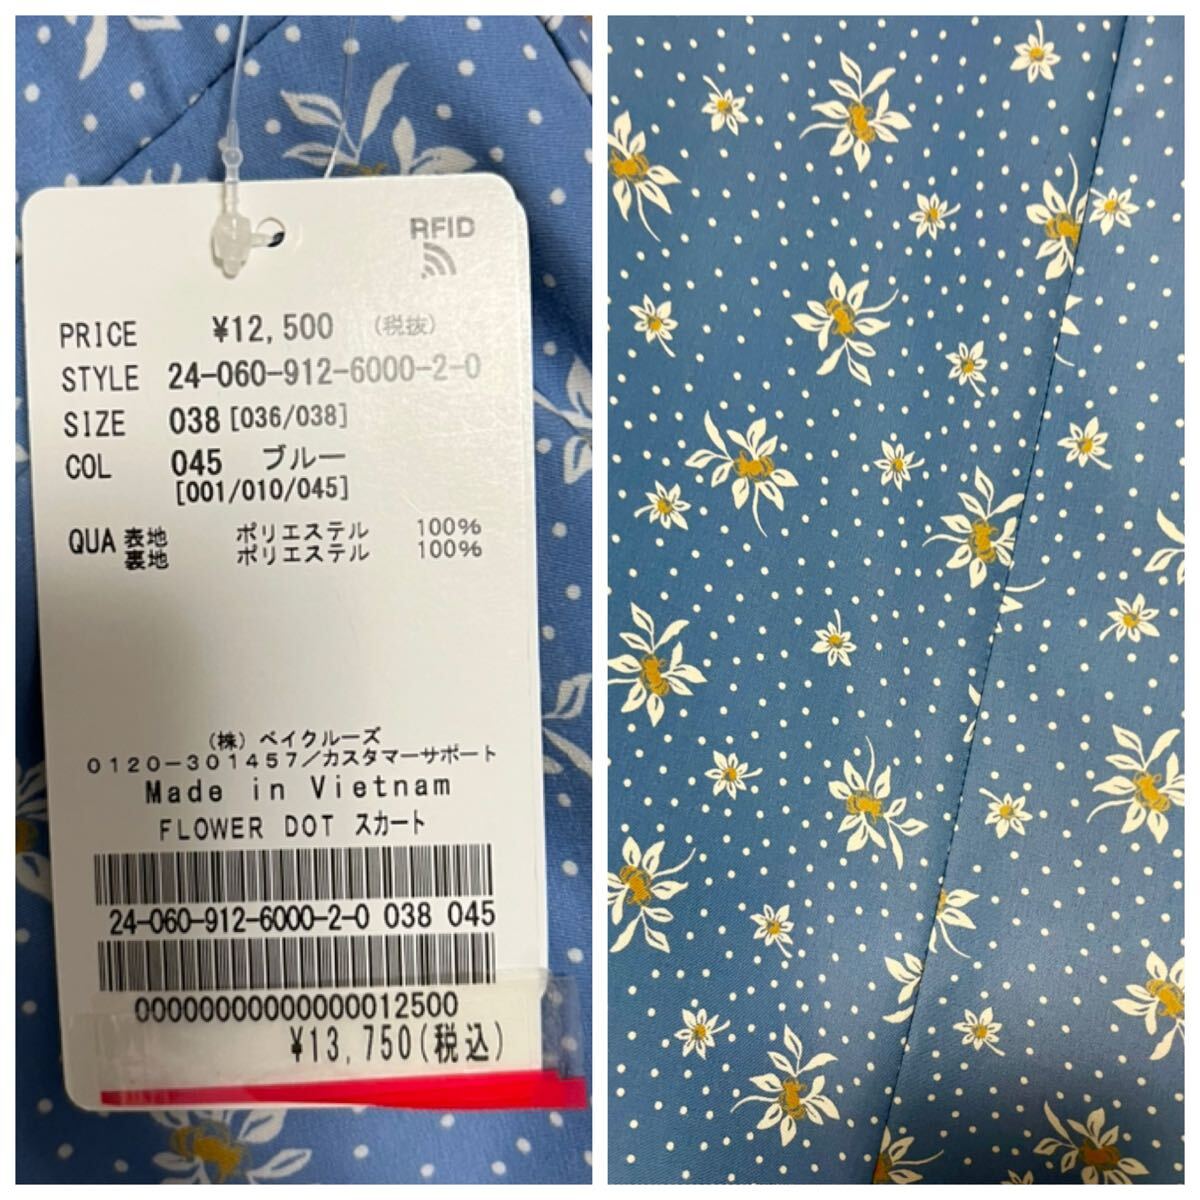 RFID
PRICE ¥12,500 (税抜)
STYLE 24-060-912-6000-2-0
SIZE 038 [036/038]
COL 045 ブルー
[001/010/045]
QUA 表地 ポリエステル 100%
裏地 ポリエステル 100%
(株) ベイクルーズ
0120-301457/カスタマーサポート
Made in Vietnam
FLOWER DOT スカート
24-060-912-6000-2-0 038 045
00000000000000012500
¥13,750(税込)